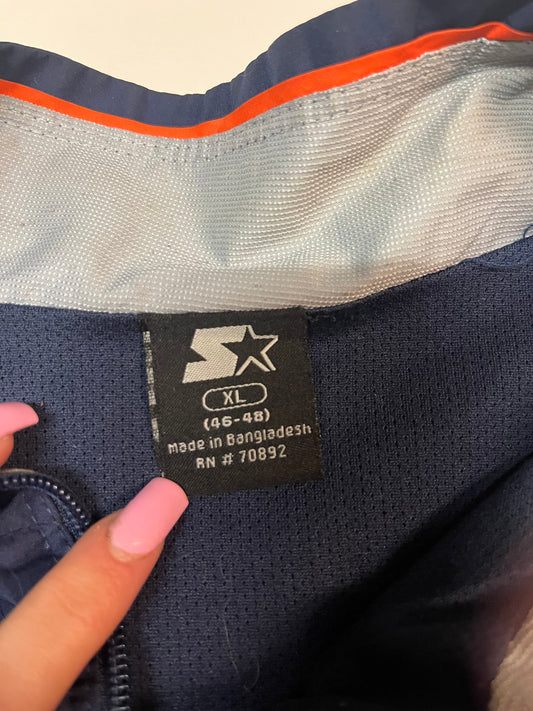 XL
(46-48)
Made in Bangladesh
RN # 70892